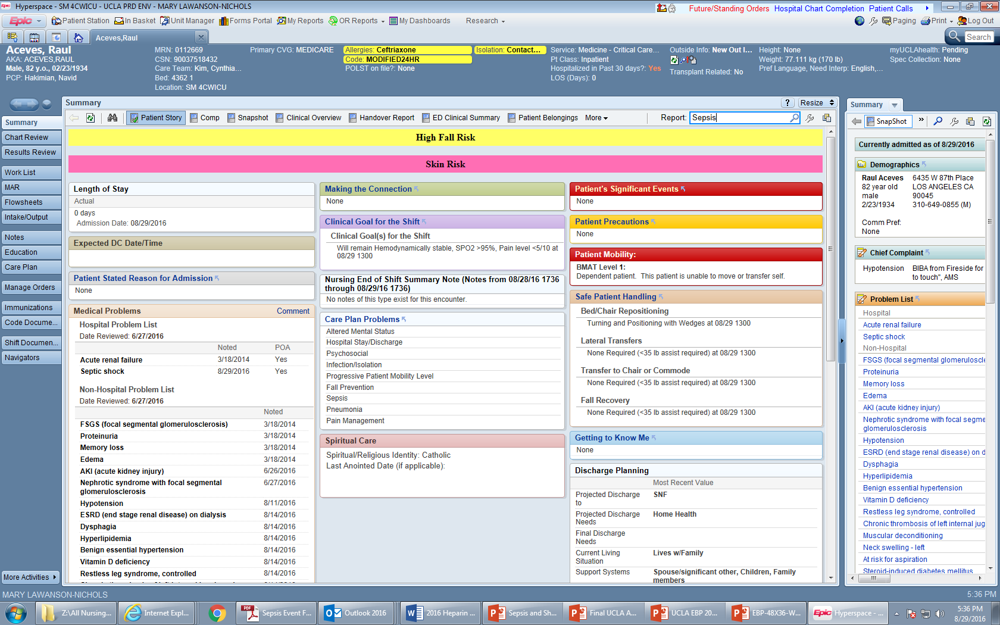 Hyperspace - SM 4CWICU - UCLA PRD ENV - MARY LAWANSON-NICHOLS
Future/Standing Orders Hospital Chart Completion Patient Calls
Epic Patient Station In Basket Unit Manager Forms Portal My Reports OR Reports My Dashboards Research Paging Print Log Out
Aceves,Raul
Search
Aceves, Raul
AKA: ACEVES,RAUL
Male, 82 y.o., 02/23/1934
PCP: Hakimian, Navid
MRN: 0112669
CSN: 90037518432
Care Team: Kim, Cynthia...
Bed: 4362 1
Location: SM 4CWICU
Primary CVG: MEDICARE
Allergies: Ceftriaxone
Code: MODIFIED24HR
POLST on file?: None
Isolation: Contact...
Service: Medicine - Critical Care...
Pt Class: Inpatient
Hospitalized in Past 30 days?: Yes
LOS (Days): 0
Outside Info: New Out I...
Transplant Related: No
Height: None
Weight: 77.111 kg (170 lb)
Pref Language, Need Interp: English,...
myUCLAhealth: Pending
Spec Collection: None
Summary
Chart Review
Results Review
Work List
MAR
Flowsheets
Intake/Output
Notes
Education
Care Plan
Manage Orders
Immunizations
Code Docume...
Shift Documen...
Navigators
More Activities
Summary
? Resize
Patient Story Comp Snapshot Clinical Overview Handover Report ED Clinical Summary Patient Belongings More Report: Sepsis
High Fall Risk
Skin Risk
Length of Stay
Actual
0 days
Admission Date: 08/29/2016
Expected DC Date/Time
Patient Stated Reason for Admission
None
Medical Problems Comment
Hospital Problem List
Date Reviewed: 6/27/2016
Noted POA
Acute renal failure 3/18/2014 Yes
Septic shock 8/29/2016 Yes
Non-Hospital Problem List
Date Reviewed: 6/27/2016
Noted
FSGS (focal segmental glomerulosclerosis) 3/18/2014
Proteinuria 3/18/2014
Memory loss 3/18/2014
Edema 3/18/2014
AKI (acute kidney injury) 6/26/2016
Nephrotic syndrome with focal segmental 6/27/2016
glomerulosclerosis
Hypotension 8/11/2016
ESRD (end stage renal disease) on dialysis 8/14/2016
Dysphagia 8/14/2016
Hyperlipidemia 8/14/2016
Benign essential hypertension 8/14/2016
Vitamin D deficiency 8/14/2016
Restless leg syndrome, controlled 8/14/2016
Making the Connection
None
Clinical Goal for the Shift
Clinical Goal(s) for the Shift
Will remain Hemodynamically stable, SPO2 >95%, Pain level <5/10 at
08/29 1300
Nursing End of Shift Summary Note (Notes from 08/28/16 1736
through 08/29/16 1736)
No notes of this type exist for this encounter.
Care Plan Problems
Altered Mental Status
Hospital Stay/Discharge
Psychosocial
Infection/Isolation
Progressive Patient Mobility Level
Fall Prevention
Sepsis
Pneumonia
Pain Management
Spiritual Care
Spiritual/Religious Identity: Catholic
Last Anointed Date (if applicable):
Patient's Significant Events
None
Patient Precautions
None
Patient Mobility:
BMAT Level 1:
Dependent patient. This patient is unable to move or transfer self.
Safe Patient Handling
Bed/Chair Repositioning
Turning and Positioning with Wedges at 08/29 1300
Lateral Transfers
None Required (<35 lb assist required) at 08/29 1300
Transfer to Chair or Commode
None Required (<35 lb assist required) at 08/29 1300
Fall Recovery
None Required (<35 lb assist required) at 08/29 1300
Getting to Know Me
None
Discharge Planning
Most Recent Value
Projected Discharge SNF
to
Projected Discharge Home Health
Needs
Final Discharge
Needs
Current Living Lives w/Family
Situation
Support Systems Spouse/significant other, Children, Family
members
Summary
SnapShot »
Currently admitted as of 8/29/2016
Demographics
Raul Aceves 6435 W 87th Place
82 year old LOS ANGELES CA
male 90045
2/23/1934 310-649-0855 (M)
Comm Pref:
None
Chief Complaint
Hypotension BIBA from Fireside for
to touch", AMS
Problem List
Hospital
Acute renal failure
Septic shock
Non-Hospital
FSGS (focal segmental glomeruloscle
Proteinuria
Memory loss
Edema
AKI (acute kidney injury)
Nephrotic syndrome with focal segme
glomerulosclerosis
Hypotension
ESRD (end stage renal disease) on d
Dysphagia
Hyperlipidemia
Benign essential hypertension
Vitamin D deficiency
Restless leg syndrome, controlled
Chronic thrombosis of left internal jug
Muscular deconditioning
Neck swelling - left
At risk for aspiration
Steroid-induced diabetes mellitus
MARY LAWANSON-NICHOLS 5:36 PM
Z:\All Nursing... Internet Expl... Sepsis Event F... Outlook 2016 2016 Heparin ... Sepsis and Sh... Final UCLA A... UCLA EBP 20... EBP-48X36-W... Epic Hyperspace - ...
5:36 PM
8/29/2016